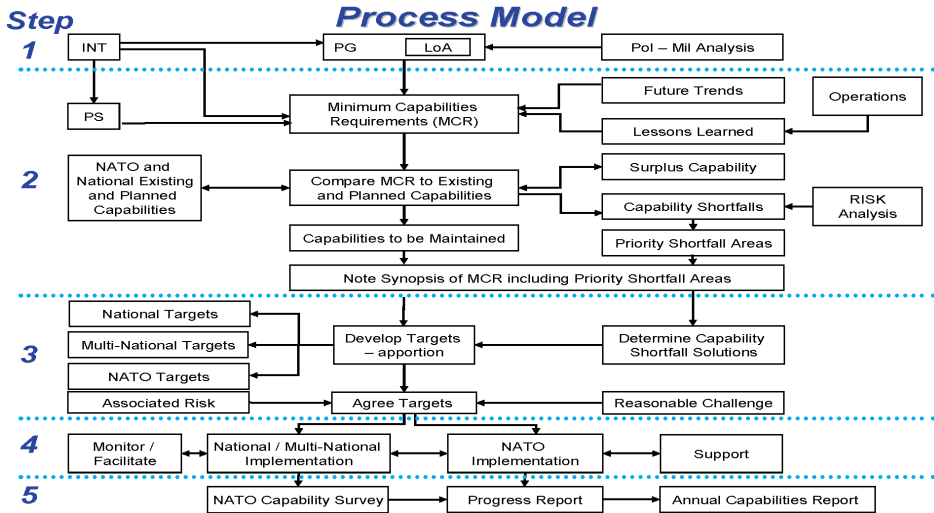 Step
Process Model
1
INT
PG
LoA
Pol – Mil Analysis
PS
Minimum Capabilities
Requirements (MCR)
Future Trends
Operations
Lessons Learned
2
NATO and
National Existing
and Planned
Capabilities
Compare MCR to Existing
and Planned Capabilities
Surplus Capability
Capability Shortfalls
RISK
Analysis
Capabilities to be Maintained
Priority Shortfall Areas
Note Synopsis of MCR including Priority Shortfall Areas
3
National Targets
Multi-National Targets
NATO Targets
Develop Targets
– apportion
Determine Capability
Shortfall Solutions
Associated Risk
Agree Targets
Reasonable Challenge
4
Monitor /
Facilitate
National / Multi-National
Implementation
NATO
Implementation
Support
5
NATO Capability Survey
Progress Report
Annual Capabilities Report